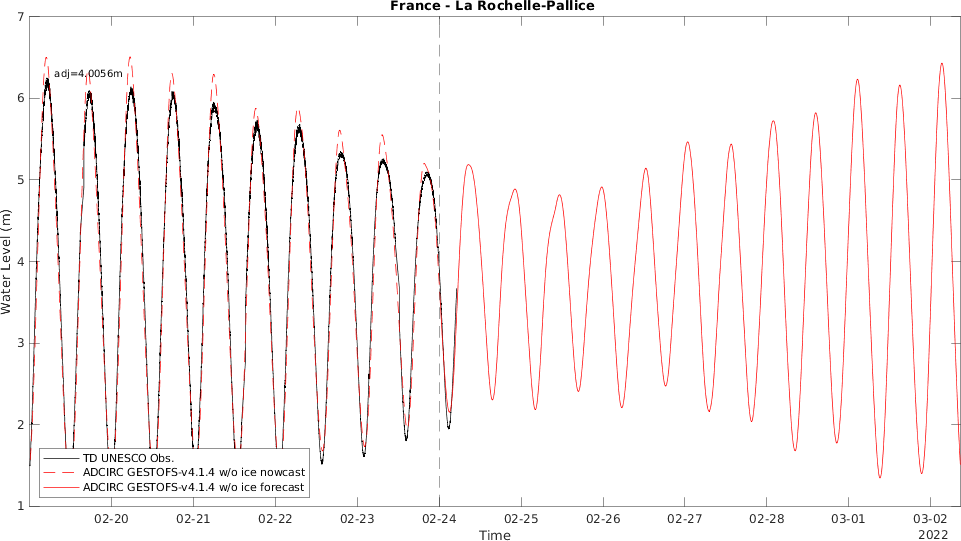 France - La Rochelle-Pallice
7
6
5
4
3
2
1
Water Level (m)
adj=4.0056m
TD UNESCO Obs.
ADCIRC GESTOFS-v4.1.4 w/o ice nowcast
ADCIRC GESTOFS-v4.1.4 w/o ice forecast
02-20 02-21 02-22 02-23 02-24 02-25 02-26 02-27 02-28 03-01 03-02
Time
2022